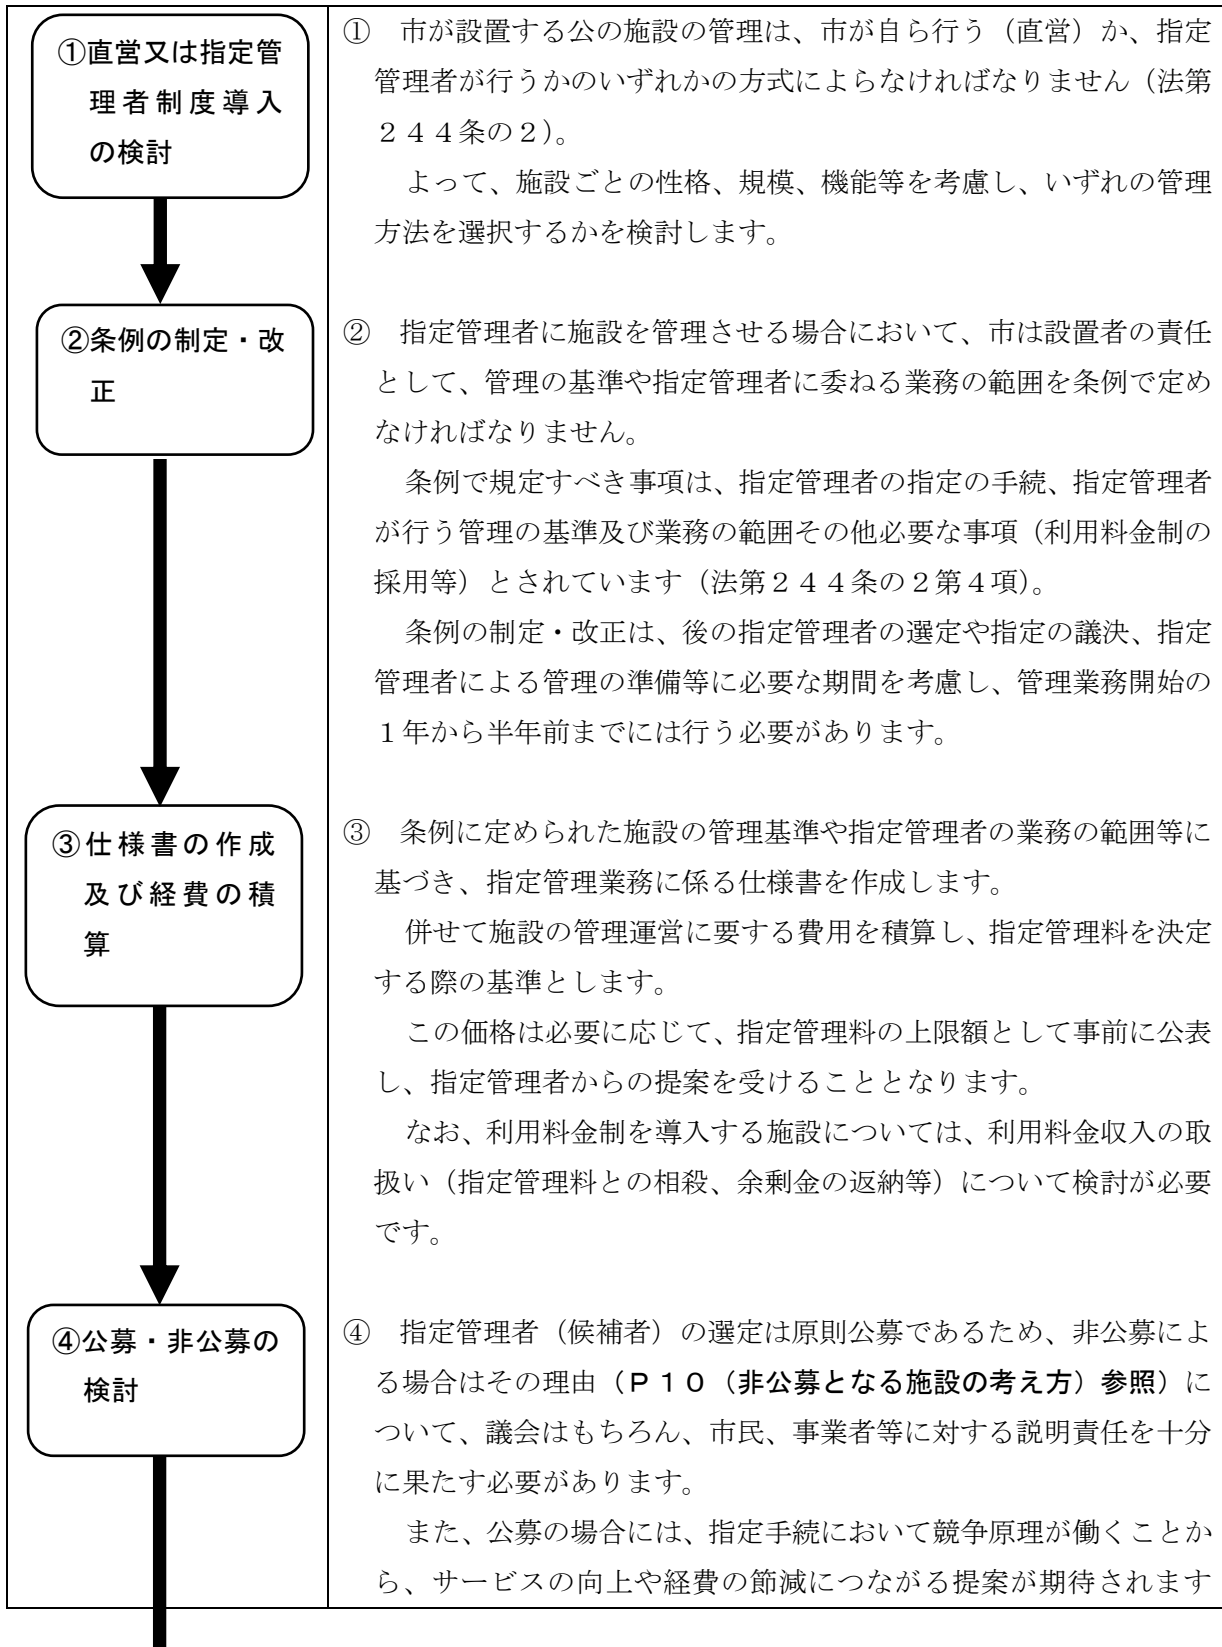 ①直営又は指定管
理者制度導入
の検討
① 市が設置する公の施設の管理は、市が自ら行う（直営）か、指定
管理者が行うかのいずれかの方式によらなければなりません（法第
２４４条の２）。
よって、施設ごとの性格、規模、機能等を考慮し、いずれの管理
方法を選択するかを検討します。
②条例の制定・改
正
② 指定管理者に施設を管理させる場合において、市は設置者の責任
として、管理の基準や指定管理者に委ねる業務の範囲を条例で定め
なければなりません。
条例で規定すべき事項は、指定管理者の指定の手続、指定管理者
が行う管理の基準及び業務の範囲その他必要な事項（利用料金制の
採用等）とされています（法第２４４条の２第４項）。
条例の制定・改正は、後の指定管理者の選定や指定の議決、指定
管理者による管理の準備等に必要な期間を考慮し、管理業務開始の
１年から半年前までには行う必要があります。
③仕様書の作成
及び経費の積
算
③ 条例に定められた施設の管理基準や指定管理者の業務の範囲等に
基づき、指定管理業務に係る仕様書を作成します。
併せて施設の管理運営に要する費用を積算し、指定管理料を決定
する際の基準とします。
この価格は必要に応じて、指定管理料の上限額として事前に公表
し、指定管理者からの提案を受けることとなります。
なお、利用料金制を導入する施設については、利用料金収入の取
扱い（指定管理料との相殺、余剰金の返納等）について検討が必要
です。
④公募・非公募の
検討
④ 指定管理者（候補者）の選定は原則公募であるため、非公募によ
る場合はその理由（Ｐ１０（非公募となる施設の考え方）参照）に
ついて、議会はもちろん、市民、事業者等に対する説明責任を十分
に果たす必要があります。
また、公募の場合には、指定手続において競争原理が働くことか
ら、サービスの向上や経費の節減につながる提案が期待されます